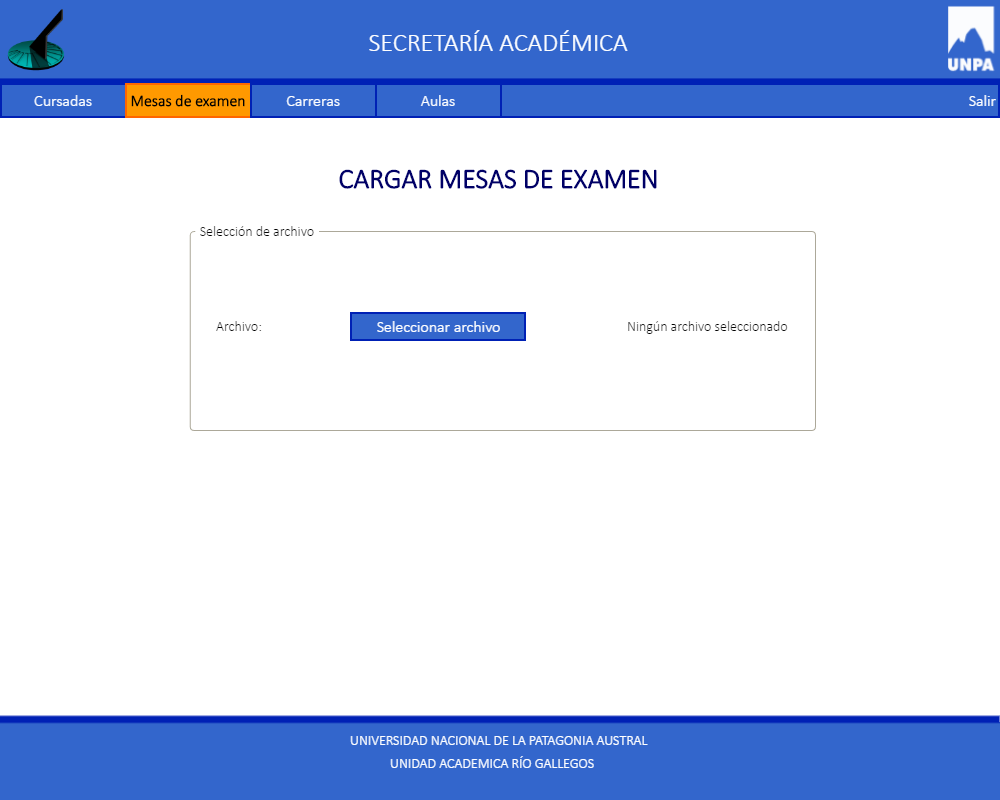 SECRETARÍA ACADÉMICA
UNPA
Cursadas
Mesas de examen
Carreras
Aulas
Salir
CARGAR MESAS DE EXAMEN
Selección de archivo
Archivo:
Seleccionar archivo
Ningún archivo seleccionado
UNIVERSIDAD NACIONAL DE LA PATAGONIA AUSTRAL
UNIDAD ACADEMICA RÍO GALLEGOS